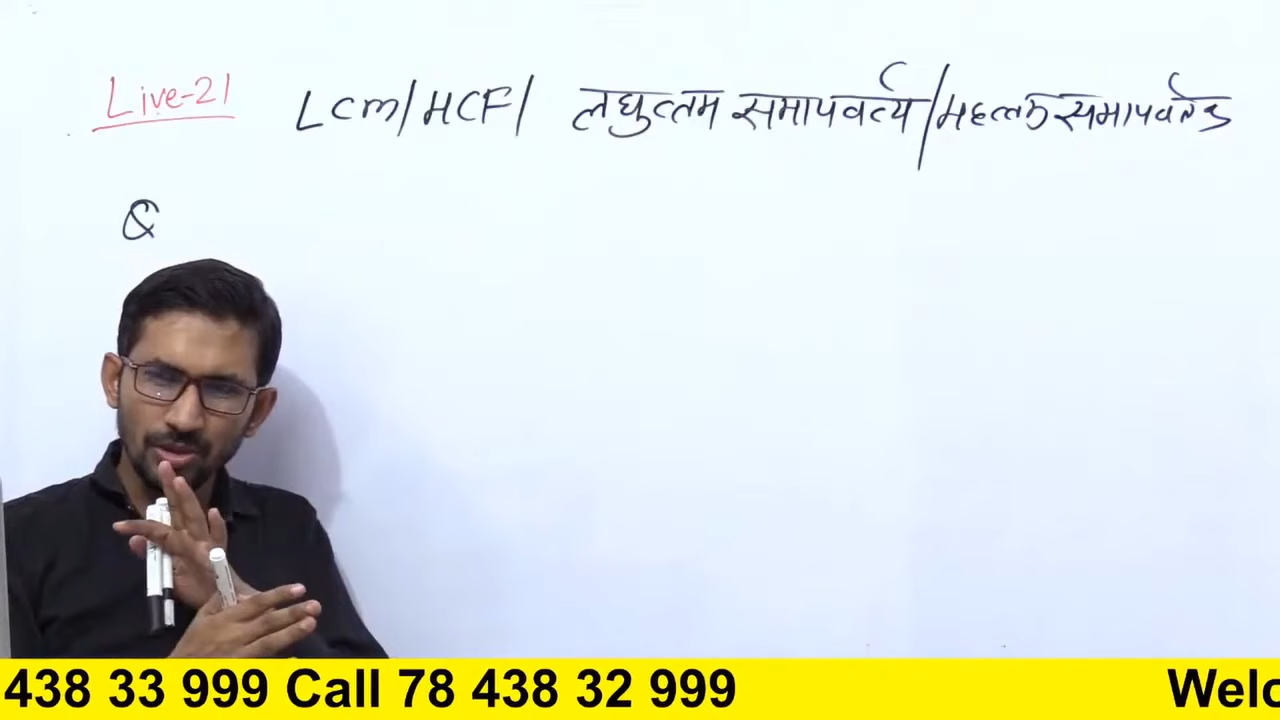 Live-21 LCM/HCF/ लघुत्तम समापवर्त्य/महत्तम समापवर्तक
Q
438 33 999 Call 78 438 32 999 Welc